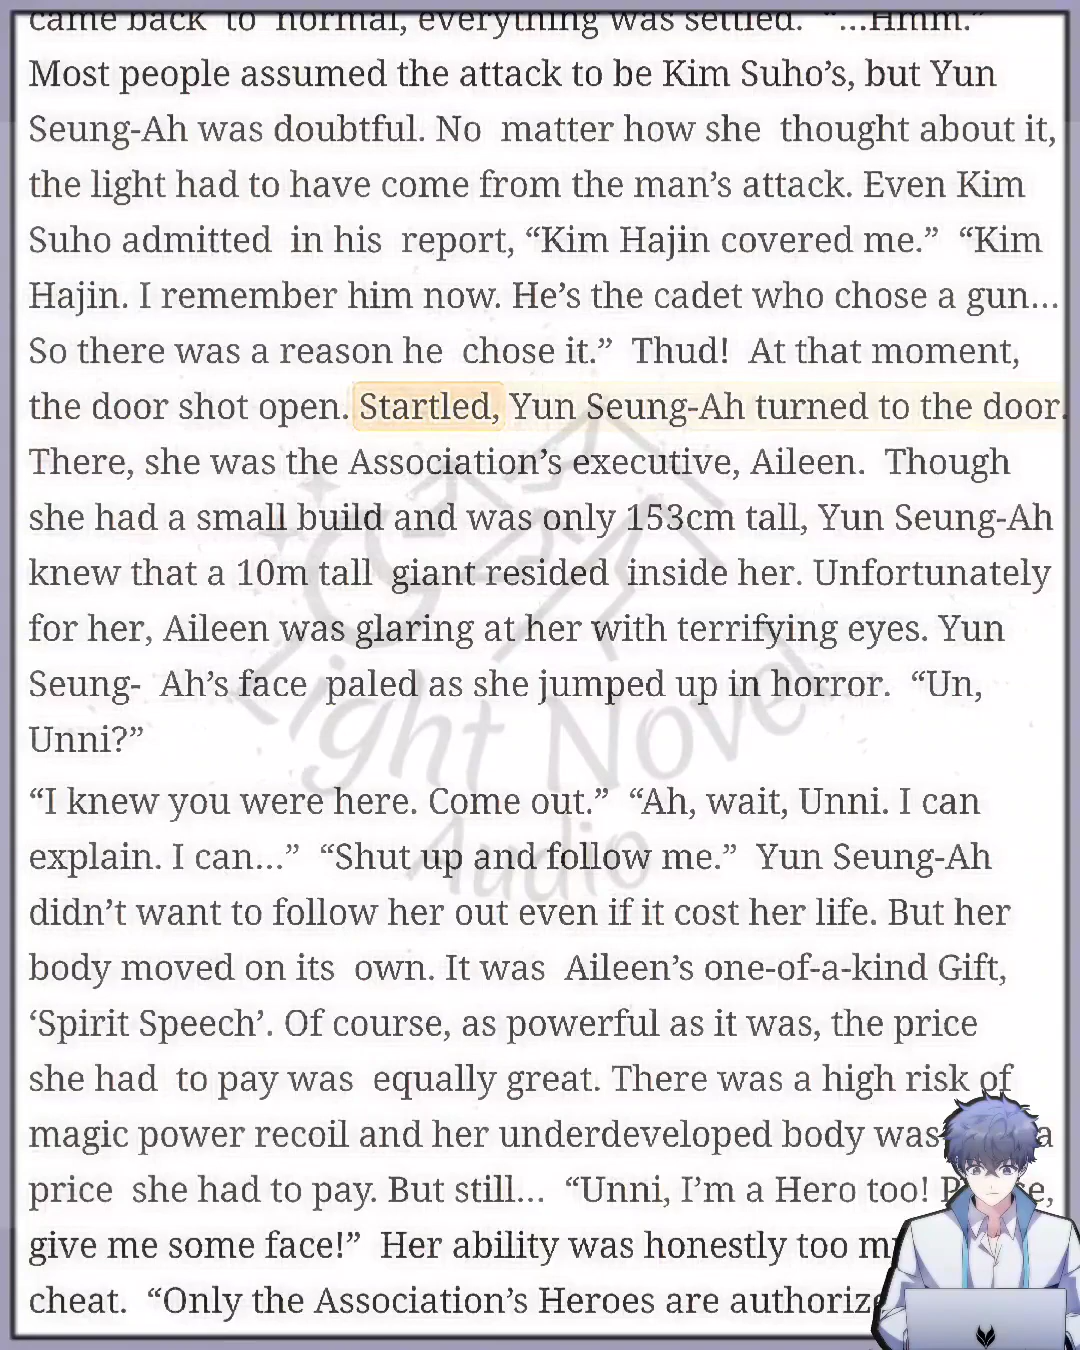 came back to normal, everything was settled. “...Hmm.”
Most people assumed the attack to be Kim Suho’s, but Yun
Seung-Ah was doubtful. No matter how she thought about it,
the light had to have come from the man’s attack. Even Kim
Suho admitted in his report, “Kim Hajin covered me.” “Kim
Hajin. I remember him now. He’s the cadet who chose a gun...
So there was a reason he chose it.” Thud! At that moment,
the door shot open. Startled, Yun Seung-Ah turned to the door.
There, she was the Association’s executive, Aileen. Though
she had a small build and was only 153cm tall, Yun Seung-Ah
knew that a 10m tall giant resided inside her. Unfortunately
for her, Aileen was glaring at her with terrifying eyes. Yun
Seung- Ah’s face paled as she jumped up in horror. “Un,
Unni?”
“I knew you were here. Come out.” “Ah, wait, Unni. I can
explain. I can...” “Shut up and follow me.” Yun Seung-Ah
didn’t want to follow her out even if it cost her life. But her
body moved on its own. It was Aileen’s one-of-a-kind Gift,
‘Spirit Speech’. Of course, as powerful as it was, the price
she had to pay was equally great. There was a high risk of
magic power recoil and her underdeveloped body was a
price she had to pay. But still... “Unni, I’m a Hero too!
give me some face!” Her ability was honestly too
cheat. “Only the Association’s Heroes are
Light Novel
Audio